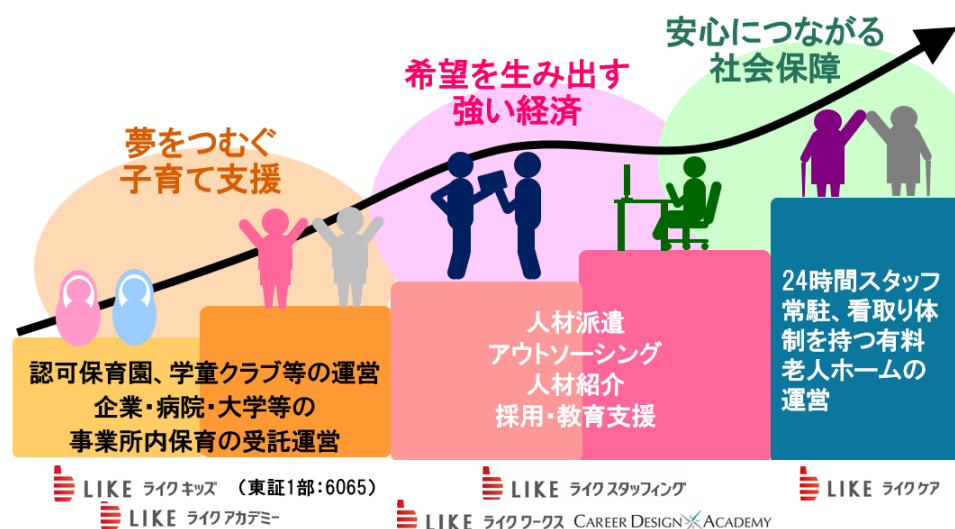 夢をつむぐ
子育て支援
希望を生み出す
強い経済
安心につながる
社会保障
認可保育園、学童クラブ等の運営
企業・病院・大学等の
事業所内保育の受託運営
人材派遣
アウトソーシング
人材紹介
採用・教育支援
24時間スタッフ
常駐、看取り体
制を持つ有料
老人ホームの
運営
LIKE ライクキッズ （東証1部：6065）
LIKE ライクアカデミー
LIKE ライクスタッフィング
LIKE ライクワークス CAREER DESIGN ACADEMY
LIKE ライクケア